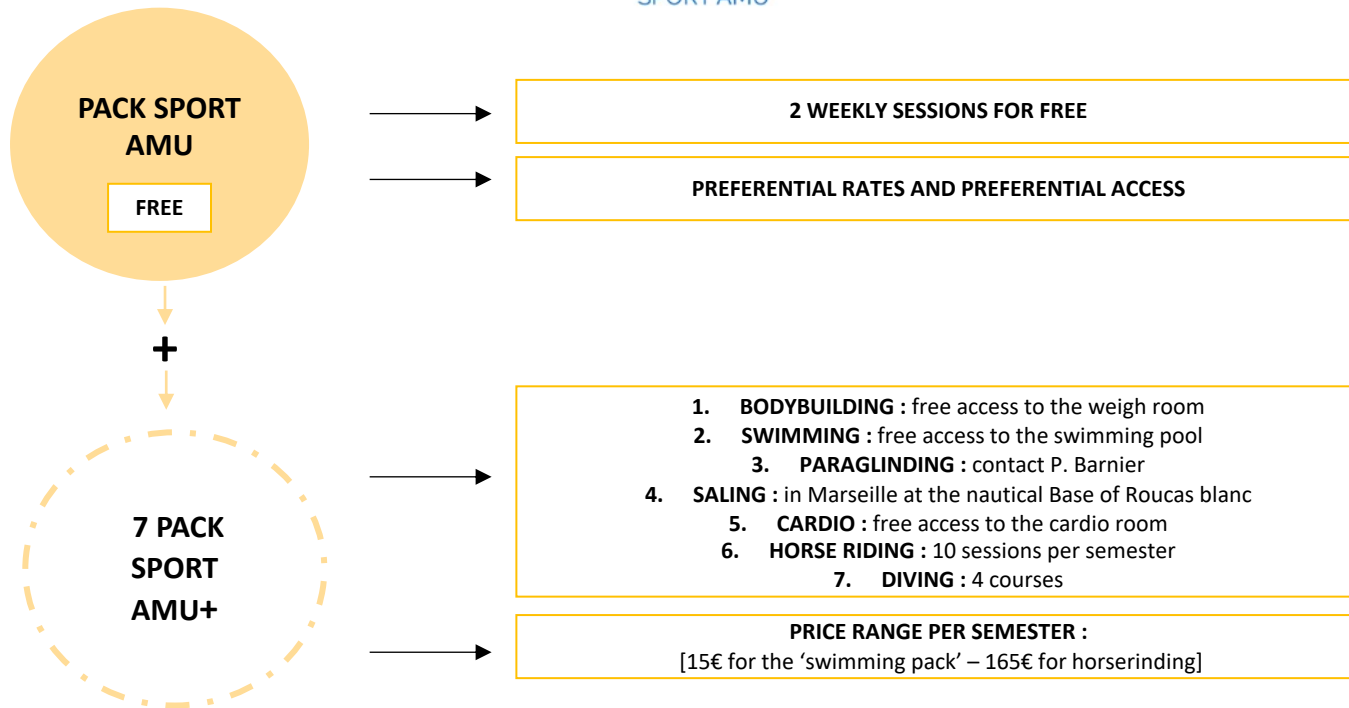 SPORT AMU
PACK SPORT
AMU
FREE
2 WEEKLY SESSIONS FOR FREE
PREFERENTIAL RATES AND PREFERENTIAL ACCESS
+
7 PACK
SPORT
AMU+
1. BODYBUILDING : free access to the weigh room
2. SWIMMING : free access to the swimming pool
3. PARAGLINDING : contact P. Barnier
4. SALING : in Marseille at the nautical Base of Roucas blanc
5. CARDIO : free access to the cardio room
6. HORSE RIDING : 10 sessions per semester
7. DIVING : 4 courses
PRICE RANGE PER SEMESTER :
[15€ for the ‘swimming pack’ – 165€ for horserinding]